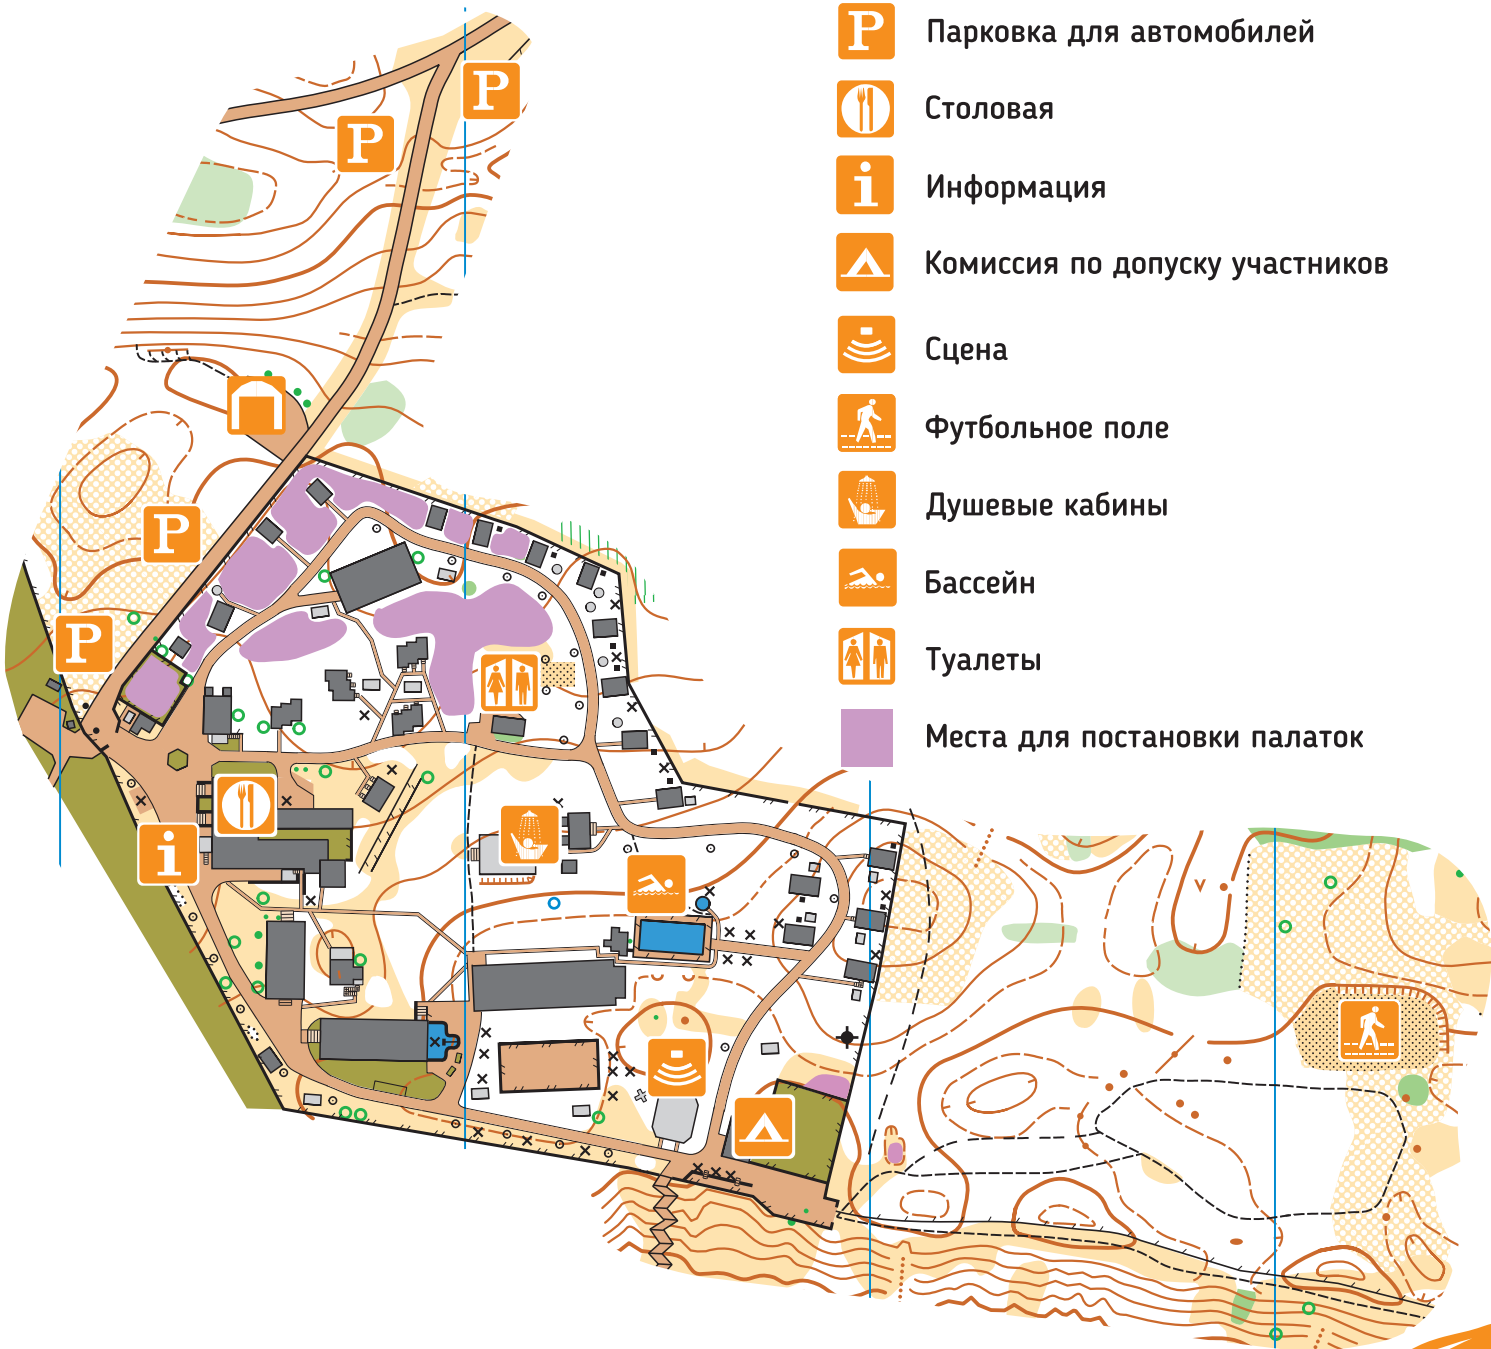 P Парковка для автомобилей
Столовая
i Информация
Комиссия по допуску участников
Сцена
Футбольное поле
Душевые кабины
Бассейн
Туалеты
Места для постановки палаток
P
P
P
P
i